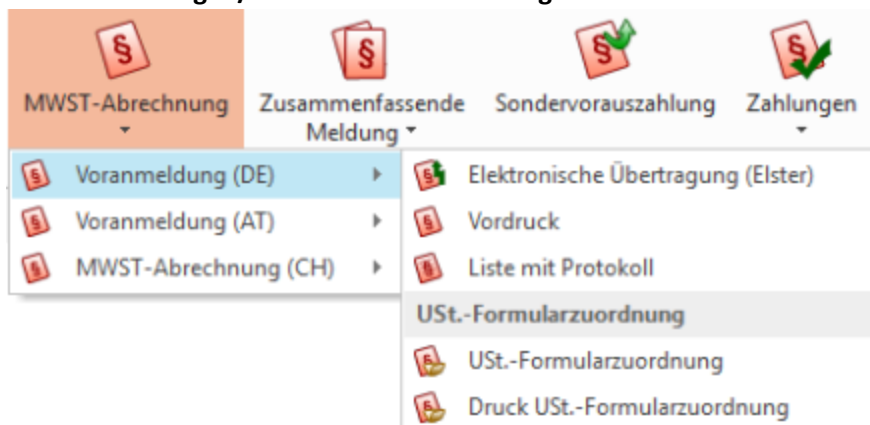 MWST-Abrechnung
Zusammenfassende
Meldung
Sondervorauszahlung
Zahlungen
Voranmeldung (DE)
Voranmeldung (AT)
MWST-Abrechnung (CH)
Elektronische Übertragung (Elster)
Vordruck
Liste mit Protokoll
USt.-Formularzuordnung
USt.-Formularzuordnung
Druck USt.-Formularzuordnung